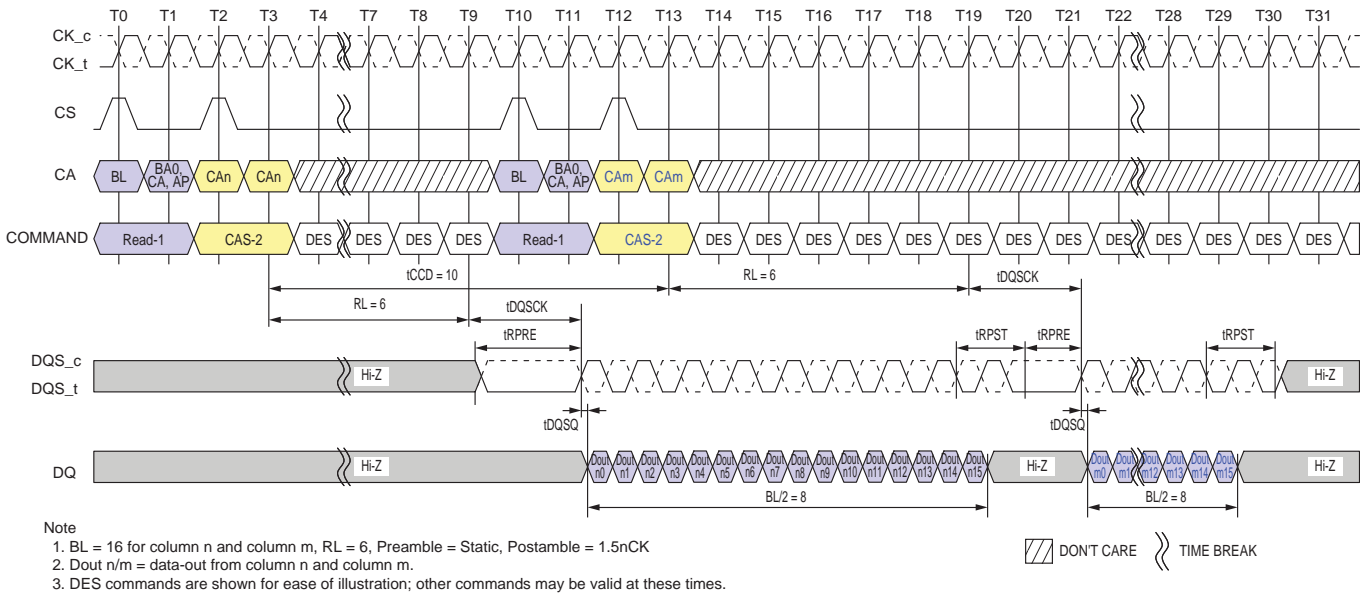 T0 T1 T2 T3 T4 T7 T8 T9 T10 T11 T12 T13 T14 T15 T16 T17 T18 T19 T20 T21 T22 T28 T29 T30 T31
CK_c
CK_t
CS
CA BL BA0, CA, AP CAn CAn BL BA0, CA, AP CAm CAm
COMMAND Read-1 CAS-2 DES DES DES DES Read-1 CAS-2 DES DES DES DES DES DES DES DES DES DES DES DES DES
tCCD = 10 RL = 6 tDQSCK
RL = 6 tDQSCK
tRPRE tRPST tRPRE tRPST
DQS_c
DQS_t
Hi-Z Hi-Z
tDQSQ tDQSQ
DQ Hi-Z Dout n0 Dout n1 Dout n2 Dout n3 Dout n4 Dout n5 Dout n6 Dout n7 Dout n8 Dout n9 Dout n10 Dout n11 Dout n12 Dout n13 Dout n14 Dout n15 Hi-Z Dout m0 Dout m1 Dout m12 Dout m13 Dout m14 Dout m15 Hi-Z
BL/2 = 8 BL/2 = 8
Note
1. BL = 16 for column n and column m, RL = 6, Preamble = Static, Postamble = 1.5nCK
2. Dout n/m = data-out from column n and column m.
3. DES commands are shown for ease of illustration; other commands may be valid at these times.
DON'T CARE TIME BREAK